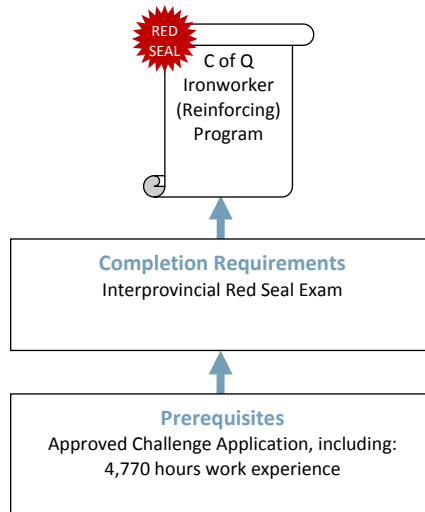 RED
SEAL
C of Q
Ironworker
(Reinforcing)
Program
Completion Requirements
Interprovincial Red Seal Exam
Prerequisites
Approved Challenge Application, including:
4,770 hours work experience